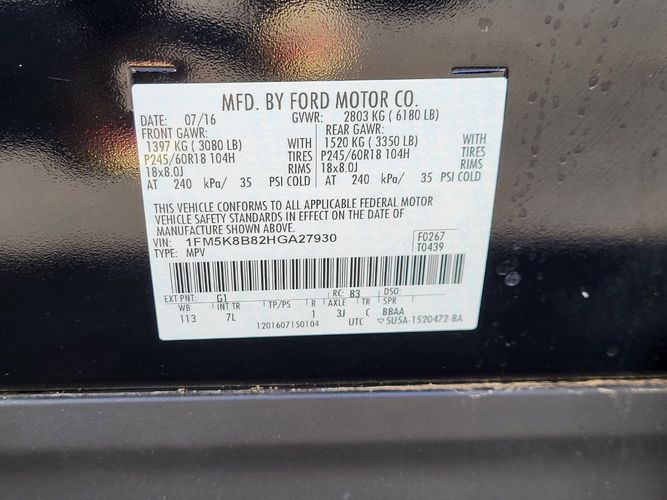 MFD. BY FORD MOTOR CO.
DATE: 07/16 GVWR: 2803 KG ( 6180 LB)
FRONT GAWR: REAR GAWR:
1397 KG ( 3080 LB) WITH 1520 KG ( 3350 LB) WITH
P245/60R18 104H TIRES P245/60R18 104H TIRES
18x8.0J RIMS 18x8.0J RIMS
AT 240 kPa/ 35 PSI COLD AT 240 kPa/ 35 PSI COLD
THIS VEHICLE CONFORMS TO ALL APPLICABLE FEDERAL MOTOR
VEHICLE SAFETY STANDARDS IN EFFECT ON THE DATE OF
MANUFACTURE SHOWN ABOVE.
VIN: 1FM5K8B82HGA27930 F0267
TYPE: MPV T0439
EXT PNT: G1 RC: 83 DSO:
WB INT TR TP/PS R AXLE TR SPR
113 7L 1 3J C BBAA
1201607150104 UTC ▽5U5A-1520472-BA